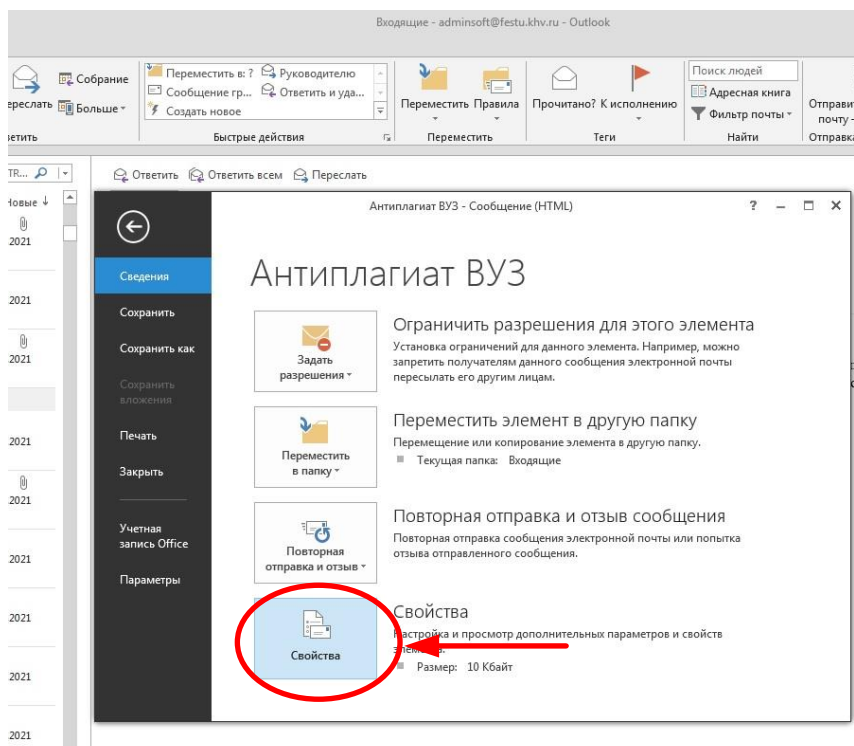 Входящие - adminsoft@festu.khv.ru - Outlook
Собрание
Переслать
Больше
Переместить в: ?
Руководителю
Сообщение гр...
Ответить и уда...
Создать новое
Быстрые действия
Переместить
Правила
Переместить
Прочитано?
К исполнению
Теги
Поиск людей
Адресная книга
Фильтр почты
Найти
почту -
Ответить
Ответить всем
Переслать
2021
2021
2021
2021
2021
2021
2021
2021
2021
Антиплагиат ВУЗ - Сообщение (HTML)
?
Сведения
Сохранить
Сохранить как
Сохранить
вложения
Печать
Закрыть
Учетная
запись Office
Параметры
Антиплагиат ВУЗ
Задать
разрешения
Ограничить разрешения для этого элемента
Установка ограничений для данного элемента. Например, можно
запретить получателям данного сообщения электронной почты
пересылать его другим лицам.
Переместить
в папку
Переместить элемент в другую папку
Перемещение или копирование элемента в другую папку.
Текущая папка: Входящие
Повторная
отправка и отзыв
Повторная отправка и отзыв сообщения
Повторная отправка сообщения электронной почты или попытка
отзыва отправленного сообщения.
Свойства
Свойства
Настройка и просмотр дополнительных параметров и свойств
элемента.
Размер: 10 Кбайт